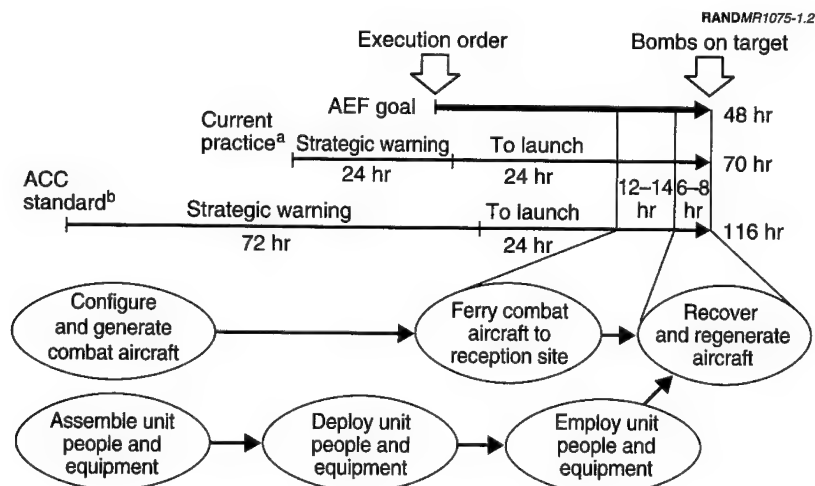 RANDMR1075-1.2
Execution order
Bombs on target
AEF goal
48 hr
Current
practiceᵃ
Strategic warning
To launch
24 hr
24 hr
70 hr
12–14
hr
6–8
hr
ACC
standardᵇ
Strategic warning
To launch
72 hr
24 hr
116 hr
Configure
and generate
combat aircraft
Ferry combat
aircraft to
reception site
Recover
and regenerate
aircraft
Assemble unit
people and
equipment
Deploy unit
people and
equipment
Employ unit
people and
equipment